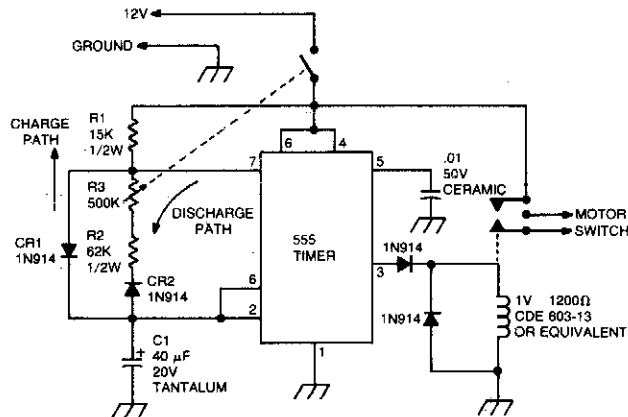 12V
GROUND
CHARGE
PATH
R1
15K
1/2W
R3
500K
DISCHARGE
PATH
R2
62K
1/2W
CR1
1N914
CR2
1N914
C1
40 µF
20V
TANTALUM
+
7
6
4
5
555
TIMER
3
6
2
1
.01
50V
CERAMIC
1N914
1N914
MOTOR
SWITCH
1V 1200Ω
CDE 603-13
OR EQUIVALENT